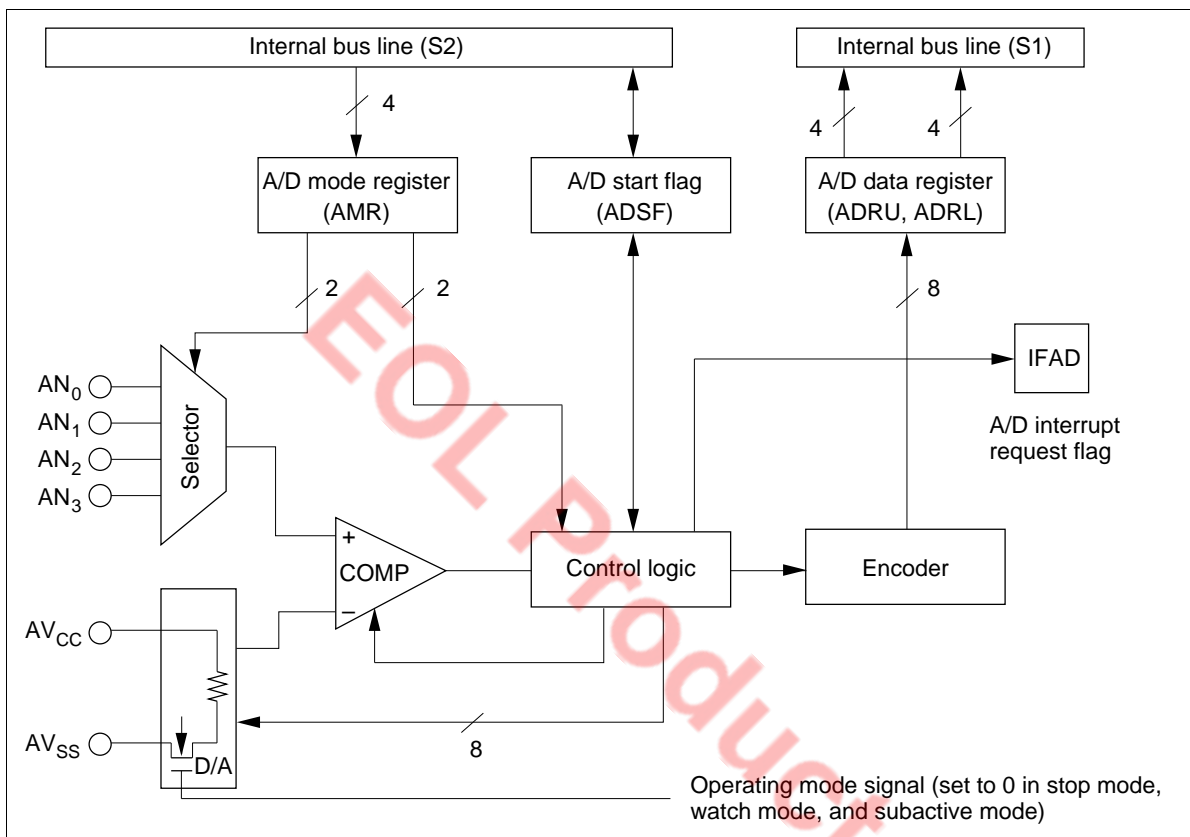 Internal bus line (S2)
Internal bus line (S1)
4
4
4
A/D mode register
(AMR)
A/D start flag
(ADSF)
A/D data register
(ADRU, ADRL)
2
2
8
IFAD
A/D interrupt
request flag
AN0
AN1
AN2
AN3
Selector
+
COMP
−
Control logic
Encoder
AVCC
AVSS
D/A
8
Operating mode signal (set to 0 in stop mode,
watch mode, and subactive mode)
EOL Product